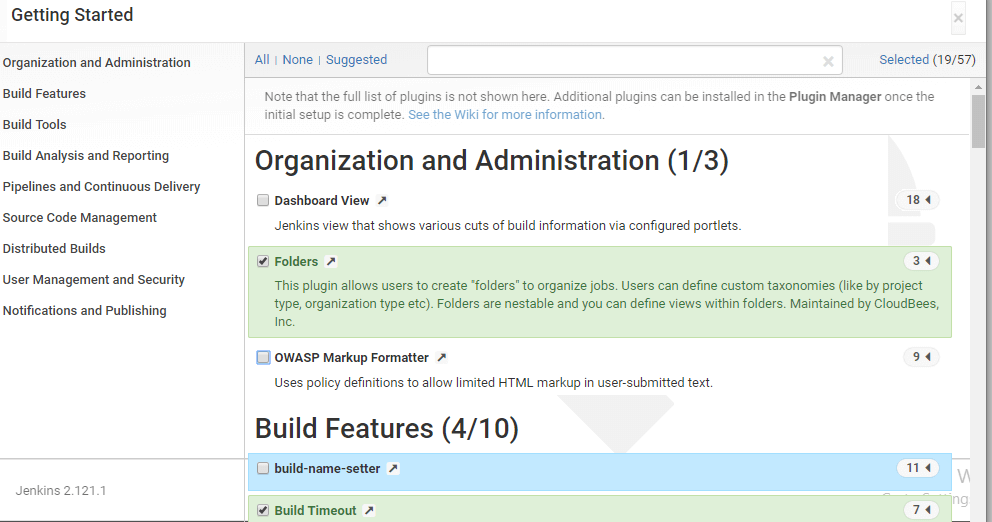 Getting Started
×
Organization and Administration
Build Features
Build Tools
Build Analysis and Reporting
Pipelines and Continuous Delivery
Source Code Management
Distributed Builds
User Management and Security
Notifications and Publishing
All | None | Suggested
Selected (19/57)
Note that the full list of plugins is not shown here. Additional plugins can be installed in the Plugin Manager once the
initial setup is complete. See the Wiki for more information.
Organization and Administration (1/3)
Dashboard View 18
Jenkins view that shows various cuts of build information via configured portlets.
Folders 3
This plugin allows users to create "folders" to organize jobs. Users can define custom taxonomies (like by project
type, organization type etc). Folders are nestable and you can define views within folders. Maintained by CloudBees,
Inc.
OWASP Markup Formatter 9
Uses policy definitions to allow limited HTML markup in user-submitted text.
Build Features (4/10)
build-name-setter 11
Build Timeout 7
Jenkins 2.121.1